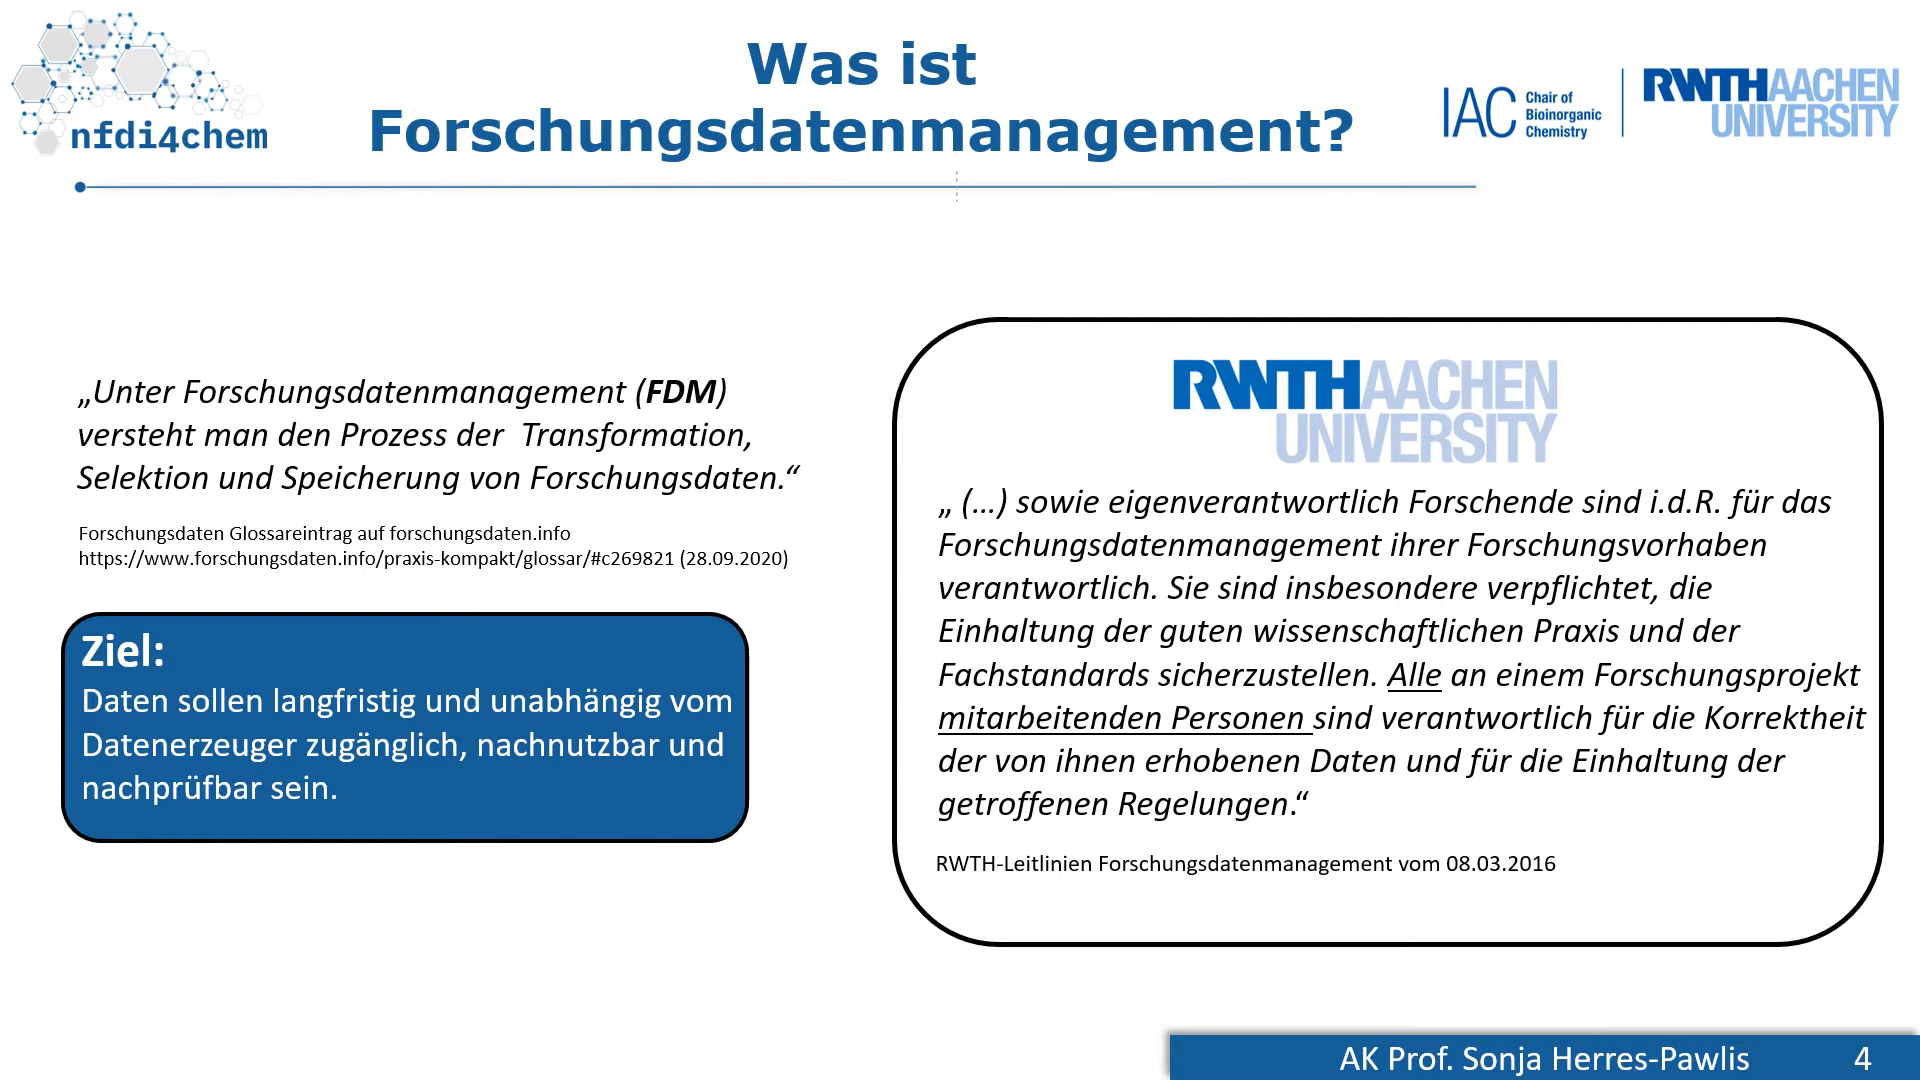 nfdi4chem
Was ist
Forschungsdatenmanagement?
IAC
Chair of
Bioinorganic
Chemistry
RWTHAACHEN
UNIVERSITY
„Unter Forschungsdatenmanagement (FDM)
versteht man den Prozess der Transformation,
Selektion und Speicherung von Forschungsdaten.“
Forschungsdaten Glossareintrag auf forschungsdaten.info
https://www.forschungsdaten.info/praxis-kompakt/glossar/#c269821 (28.09.2020)
Ziel:
Daten sollen langfristig und unabhängig vom
Datenerzeuger zugänglich, nachnutzbar und
nachprüfbar sein.
RWTHAACHEN
UNIVERSITY
„ (…) sowie eigenverantwortlich Forschende sind i.d.R. für das
Forschungsdatenmanagement ihrer Forschungsvorhaben
verantwortlich. Sie sind insbesondere verpflichtet, die
Einhaltung der guten wissenschaftlichen Praxis und der
Fachstandards sicherzustellen. Alle an einem Forschungsprojekt
mitarbeitenden Personen sind verantwortlich für die Korrektheit
der von ihnen erhobenen Daten und für die Einhaltung der
getroffenen Regelungen.“
RWTH-Leitlinien Forschungsdatenmanagement vom 08.03.2016
AK Prof. Sonja Herres-Pawlis
4